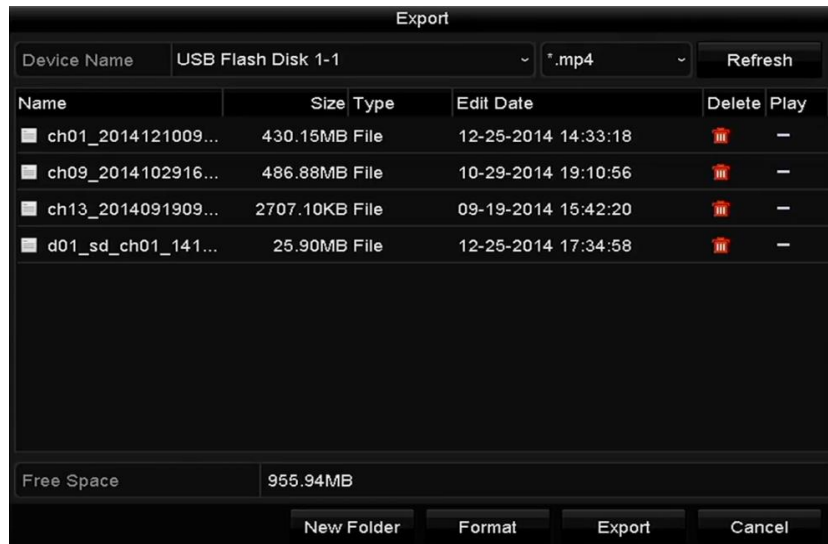 Export
Device Name USB Flash Disk 1-1 *.mp4 Refresh
Name Size Type Edit Date Delete Play
ch01_2014121009... 430.15MB File 12-25-2014 14:33:18
ch09_2014102916... 486.88MB File 10-29-2014 19:10:56
ch13_2014091909... 2707.10KB File 09-19-2014 15:42:20
d01_sd_ch01_141... 25.90MB File 12-25-2014 17:34:58
Free Space 955.94MB
New Folder Format Export Cancel